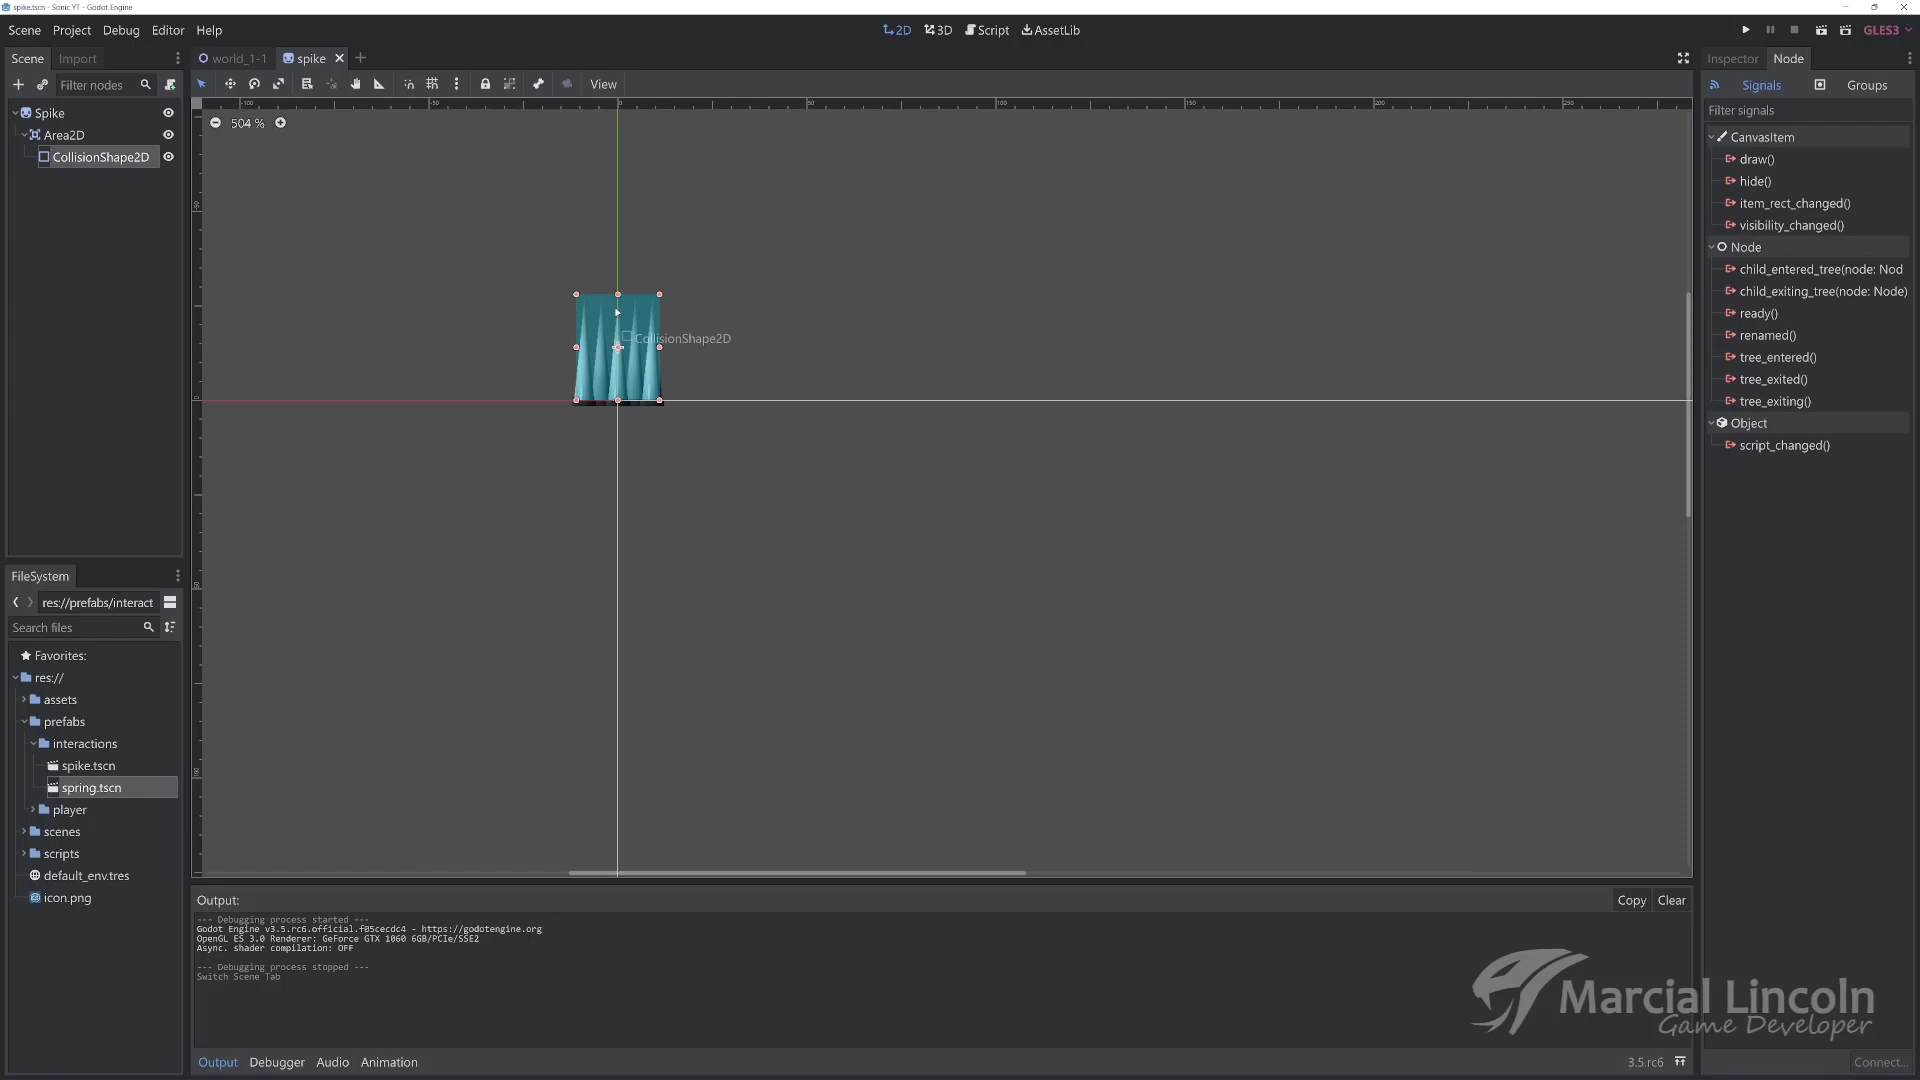 spike.tscn - Sonic YT - Godot Engine
Scene Project Debug Editor Help
2D 3D Script AssetLib
GLES3
Scene Import
world_1-1 spike
Inspector Node
Filter nodes
View
Signals Groups
Filter signals
504 %
Spike
Area2D
CollisionShape2D
CollisionShape2D
CanvasItem
draw()
hide()
item_rect_changed()
visibility_changed()
Node
child_entered_tree(node: Nod
child_exiting_tree(node: Node)
ready()
renamed()
tree_entered()
tree_exited()
tree_exiting()
Object
script_changed()
FileSystem
res://prefabs/interact
Search files
Favorites:
res://
assets
prefabs
interactions
spike.tscn
spring.tscn
player
scenes
scripts
default_env.tres
icon.png
Output:
Copy Clear
--- Debugging process started ---
Godot Engine v3.5.rc6.official.f05cecdc4 - https://godotengine.org
OpenGL ES 3.0 Renderer: GeForce GTX 1060 6GB/PCIe/SSE2
Async. shader compilation: OFF
--- Debugging process stopped ---
Switch Scene Tab
Marcial Lincoln
Game Developer
Output Debugger Audio Animation
3.5.rc6
Connect...